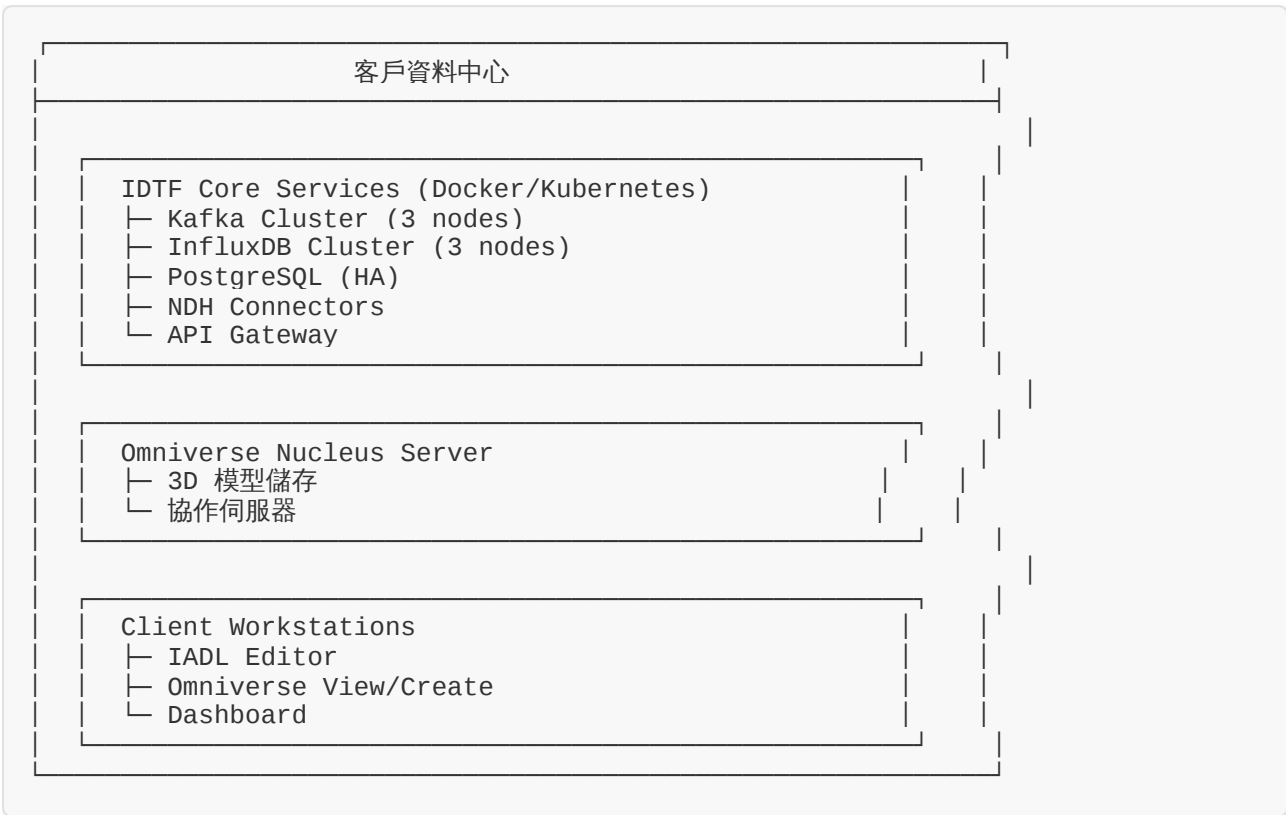 客戶資料中心
IDTF Core Services (Docker/Kubernetes)
├─ Kafka Cluster (3 nodes)
├─ InfluxDB Cluster (3 nodes)
├─ PostgreSQL (HA)
├─ NDH Connectors
└─ API Gateway
Omniverse Nucleus Server
├─ 3D 模型儲存
└─ 協作伺服器
Client Workstations
├─ IADL Editor
├─ Omniverse View/Create
└─ Dashboard